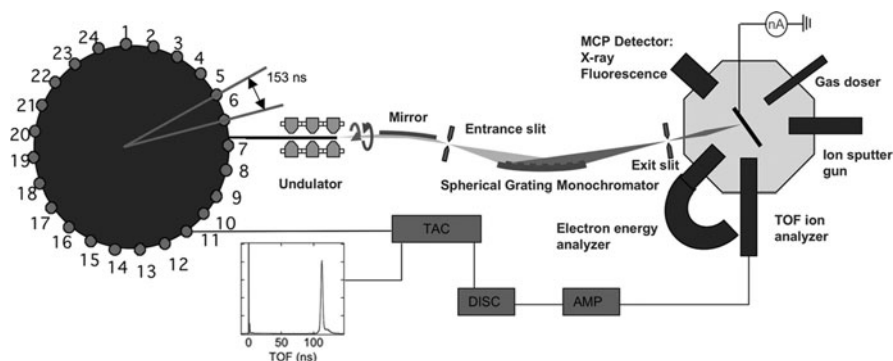 1
2
3
4
5
6
7
8
9
10
11
12
13
14
15
16
17
18
19
20
21
22
23
24
153 ns
Undulator
Mirror
Entrance slit
Spherical Grating Monochromator
Exit slit
MCP Detector:
X-ray
Fluorescence
nA
Gas doser
Ion sputter
gun
TOF ion
analyzer
Electron energy
analyzer
TAC
DISC
AMP
0
50
100
TOF (ns)